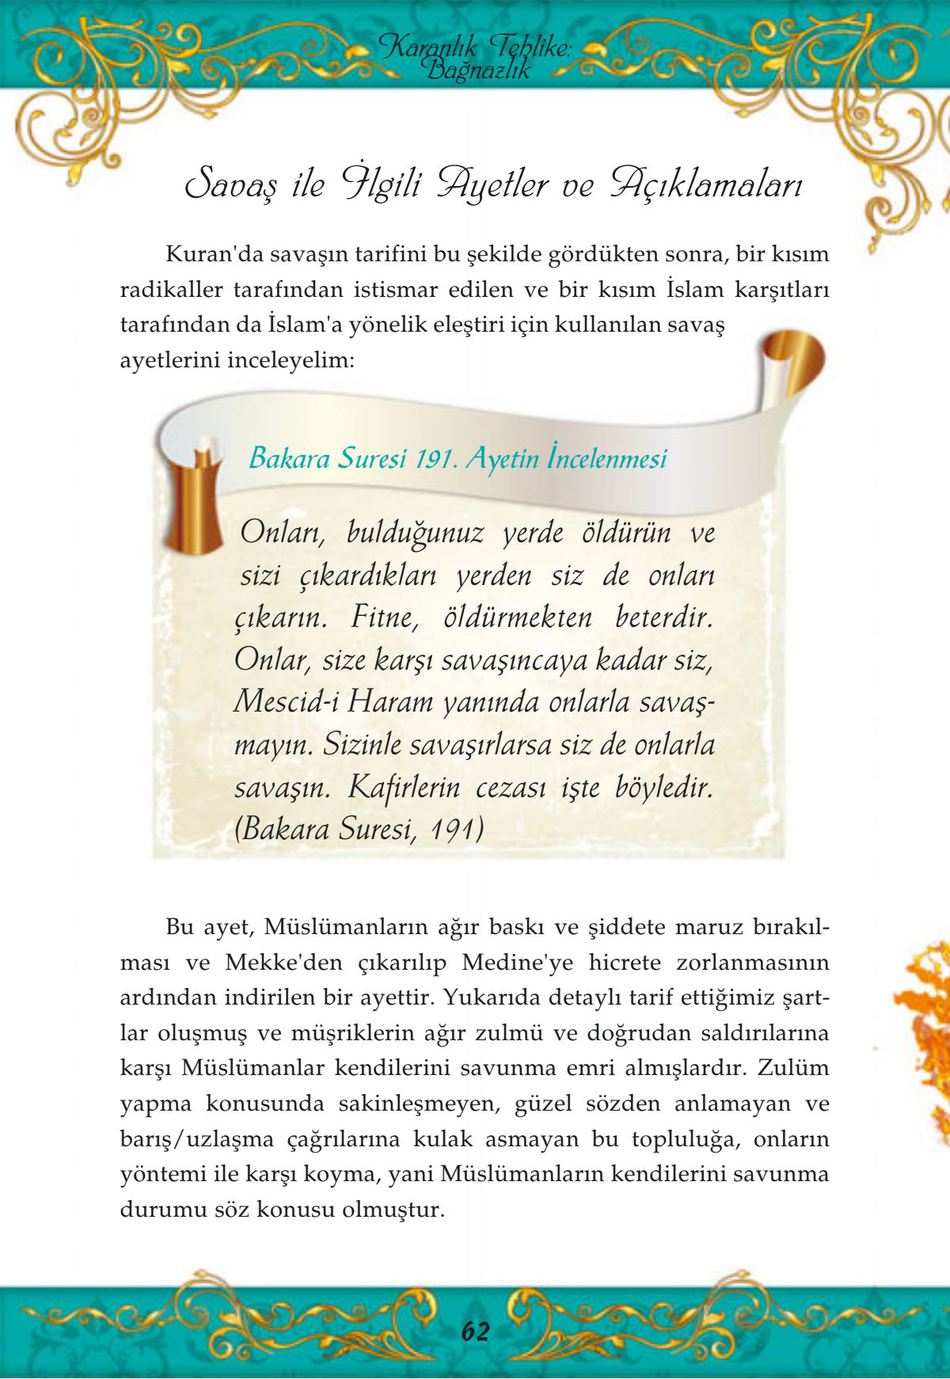 Karanlık Tehlike:
Bağnazlık
Savaş ile İlgili Ayetler ve Açıklamaları
Kuran'da savaşın tarifini bu şekilde gördükten sonra, bir kısım
radikaller tarafından istismar edilen ve bir kısım İslam karşıtları
tarafından da İslam'a yönelik eleştiri için kullanılan savaş
ayetlerini inceleyelim:
Bakara Suresi 191. Ayetin İncelenmesi
Onları, bulduğunuz yerde öldürün ve
sizi çıkardıkları yerden siz de onları
çıkarın. Fitne, öldürmekten beterdir.
Onlar, size karşı savaşıncaya kadar siz,
Mescid-i Haram yanında onlarla savaş-
mayın. Sizinle savaşırlarsa siz de onlarla
savaşın. Kafirlerin cezası işte böyledir.
(Bakara Suresi, 191)
Bu ayet, Müslümanların ağır baskı ve şiddete maruz bırakıl-
ması ve Mekke'den çıkarılıp Medine'ye hicrete zorlanmasının
ardından indirilen bir ayettir. Yukarıda detaylı tarif ettiğimiz şart-
lar oluşmuş ve müşriklerin ağır zulmü ve doğrudan saldırılarına
karşı Müslümanlar kendilerini savunma emri almışlardır. Zulüm
yapma konusunda sakinleşmeyen, güzel sözden anlamayan ve
barış/uzlaşma çağrılarına kulak asmayan bu topluluğa, onların
yöntemi ile karşı koyma, yani Müslümanların kendilerini savunma
durumu söz konusu olmuştur.
62